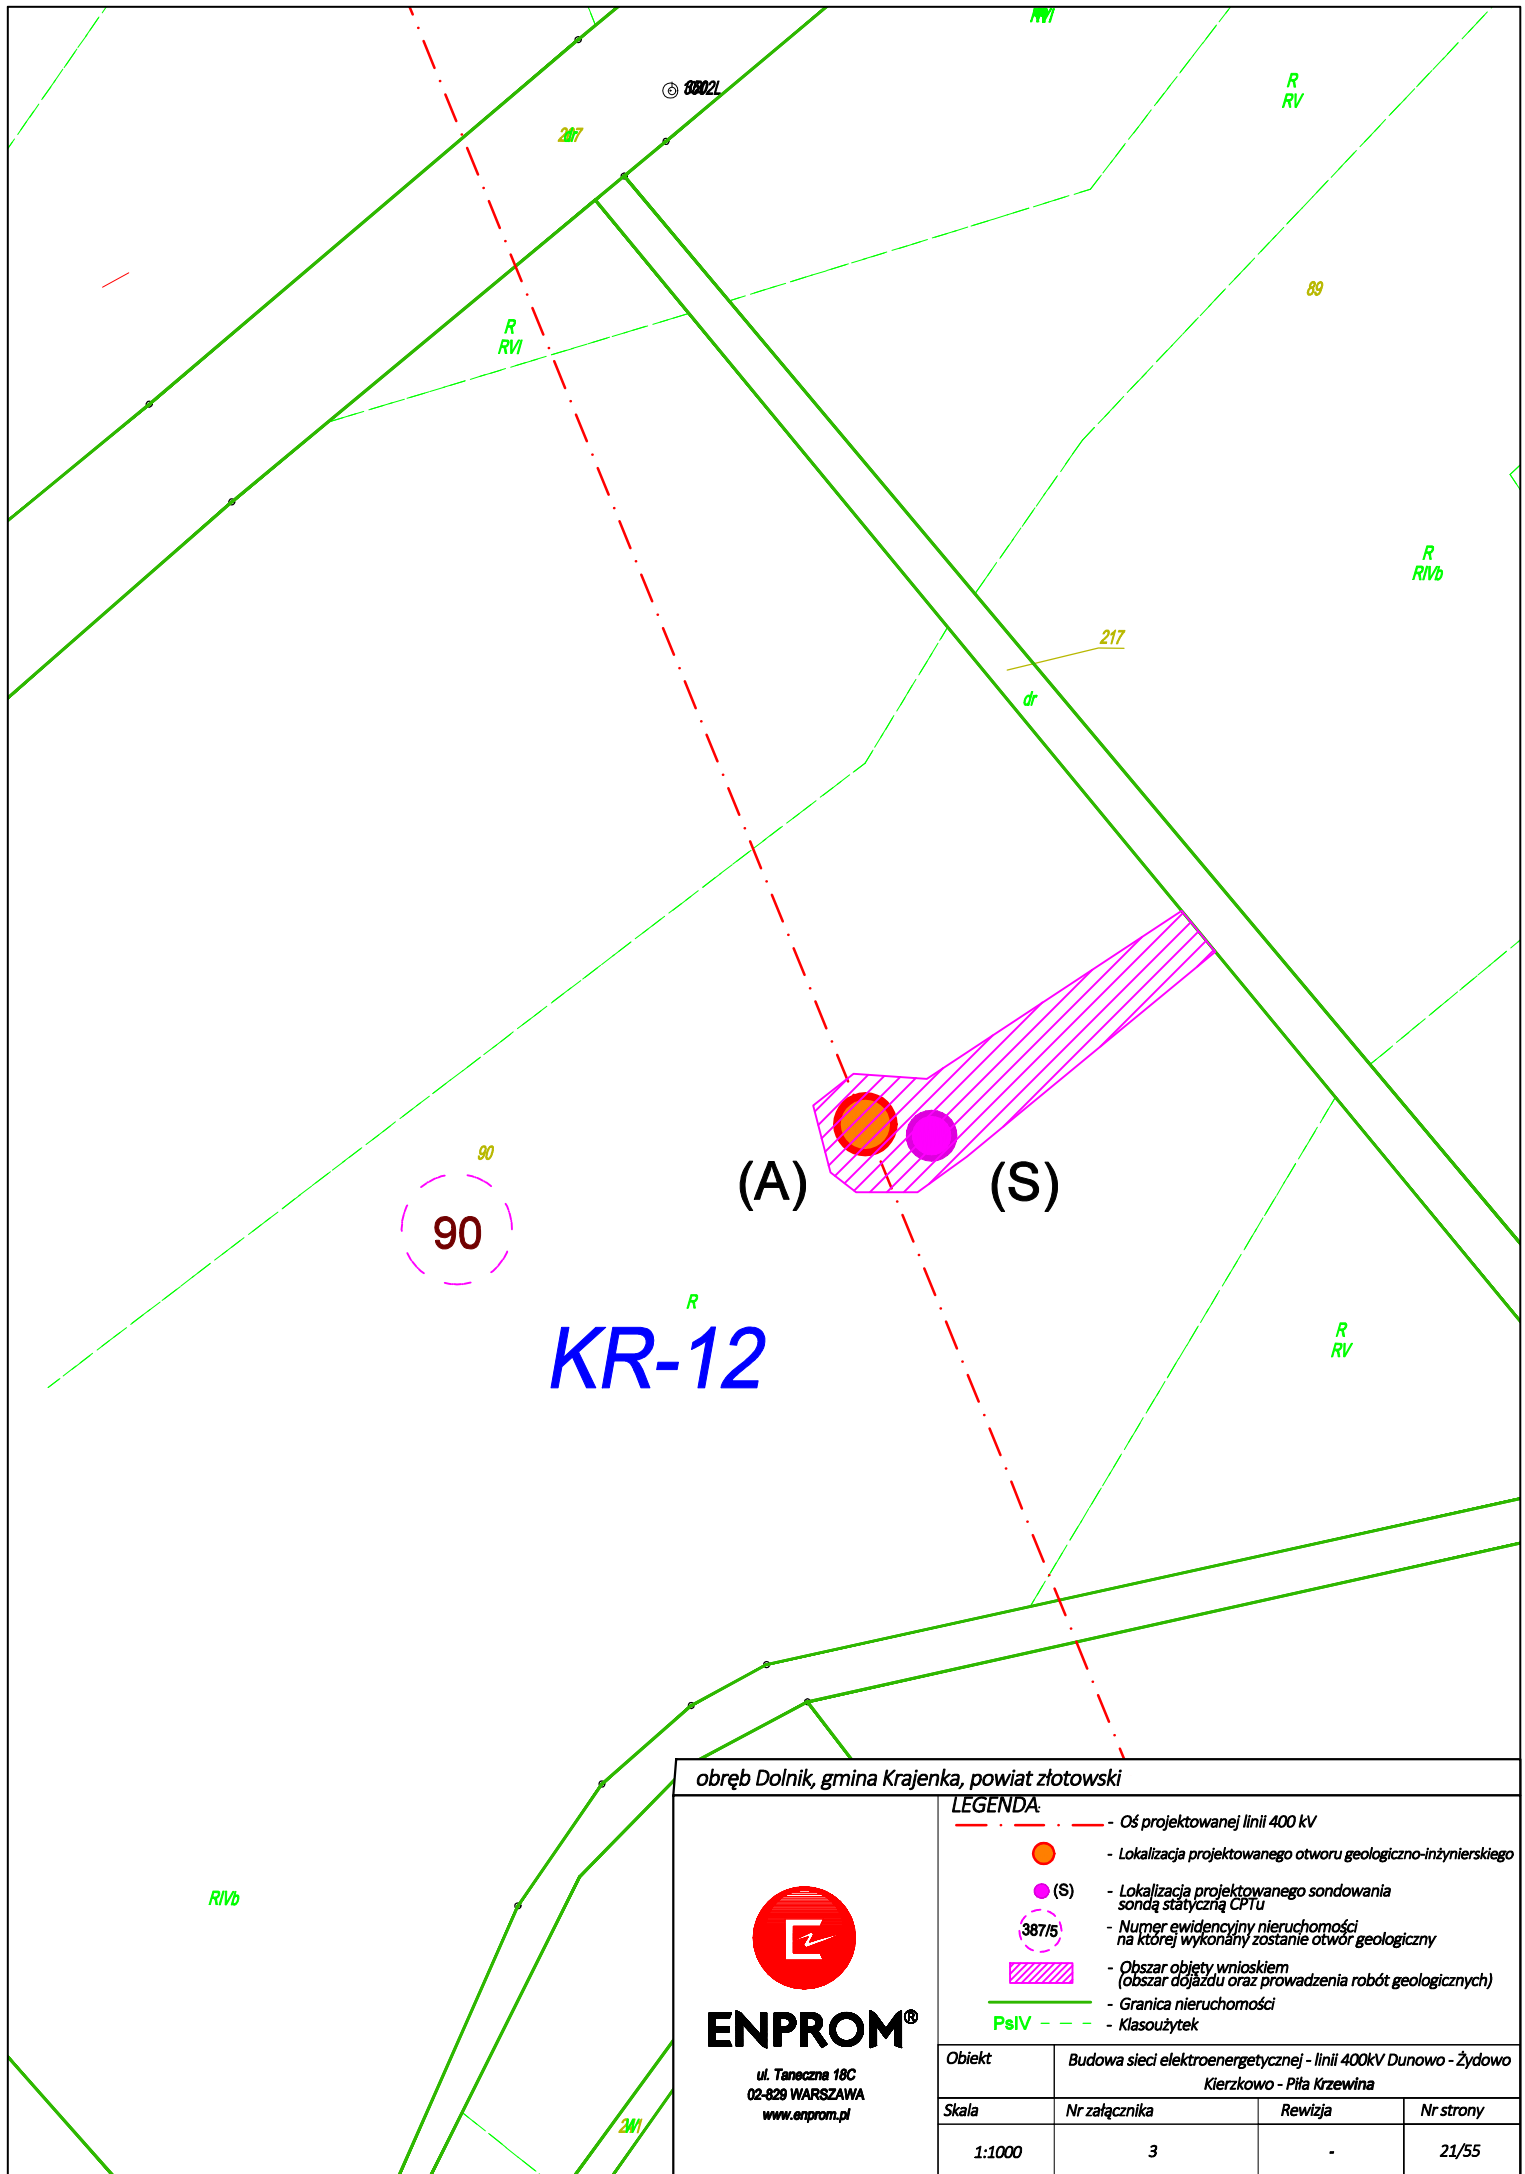 R
RV
89
R
RVI
R
RIVb
217
dr
90
(A)
(S)
90
R
KR-12
R
RV
RIVb
obręb Dolnik, gmina Krajenka, powiat złotowski
LEGENDA:
- Oś projektowanej linii 400 kV
- Lokalizacja projektowanego otworu geologiczno-inżynierskiego
(S) - Lokalizacja projektowanego sondowania
sondą statyczną CPTu
387/5 - Numer ewidencyjny nieruchomości
na której wykonany zostanie otwór geologiczny
- Obszar objęty wnioskiem
(obszar dojazdu oraz prowadzenia robót geologicznych)
- Granica nieruchomości
PsIV - Klasoużytek
ENPROM®
ul. Taneczna 18C
02-829 WARSZAWA
www.enprom.pl
Obiekt
Budowa sieci elektroenergetycznej - linii 400kV Dunowo - Żydowo
Kierzkowo - Piła Krzewina
Skala Nr załącznika Rewizja Nr strony
1:1000 3 - 21/55